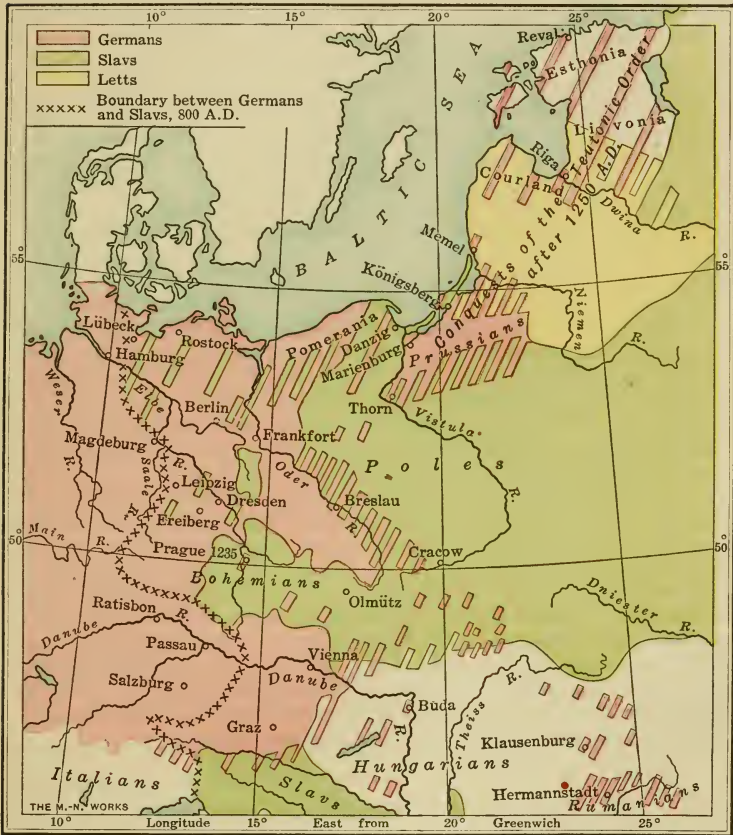 10° 15° 20° 25°
Germans
Slavs
Letts
xxxxx Boundary between Germans
and Slavs, 800 A.D.
BALTIC SEA
Reval
Esthonia
Livonia
Riga
Courland
Dwina R.
Conquests of the Teutonic Order
after 1250 A.D.
Memel
55° 55°
Königsberg
Niemen R.
Lübeck
Rostock
Pomerania
Danzig
Marienburg
Prussians
Hamburg
Weser R.
Elbe R.
Berlin
Thorn
Vistula R.
Magdeburg
Frankfort
Saale R.
Oder R.
Poles
Leipzig
Dresden
Breslau
Freiberg
50° 50°
Main R.
Prague 1235
Cracow
Bohemians
Olmütz
Dniester R.
Ratisbon
Danube R.
Passau
Vienna
Salzburg
Danube R.
Buda
Theiss R.
Graz
Klausenburg
Hungarians
Italians
Slavs
Hermannstadt
Rumanians
THE M.-N. WORKS
10° Longitude 15° East from 20° Greenwich 25°